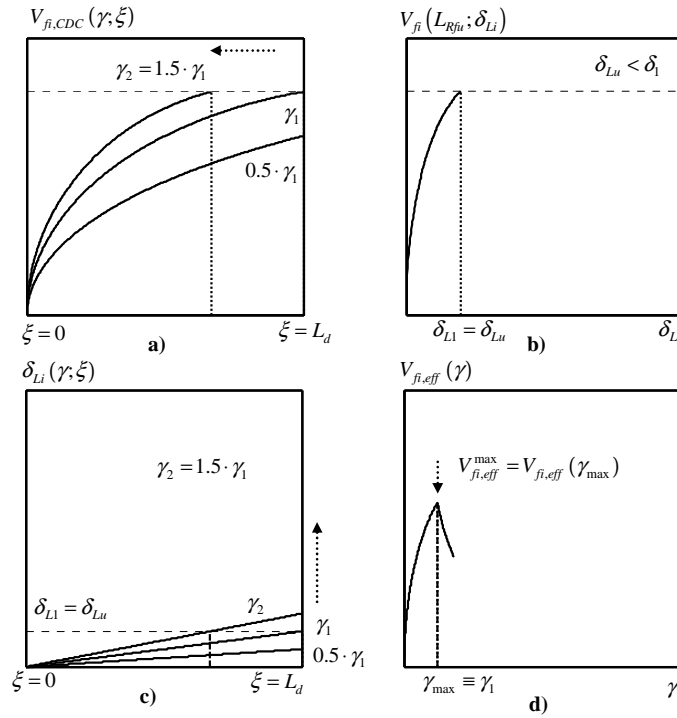 V_{fi,CDC}(γ;ξ)
γ_2 = 1.5·γ_1
γ_1
0.5·γ_1
ξ=0
ξ=L_d
a)
V_{fi}(L_{Rfu};δ_{Li})
δ_{Lu} < δ_1
δ_{L1} = δ_{Lu}
δ_L
b)
δ_{Li}(γ;ξ)
γ_2 = 1.5·γ_1
δ_{L1} = δ_{Lu}
γ_2
γ_1
0.5·γ_1
ξ=0
ξ=L_d
c)
V_{fi,eff}(γ)
V_{fi,eff}^{max} = V_{fi,eff}(γ_{max})
γ_{max} ≡ γ_1
γ
d)